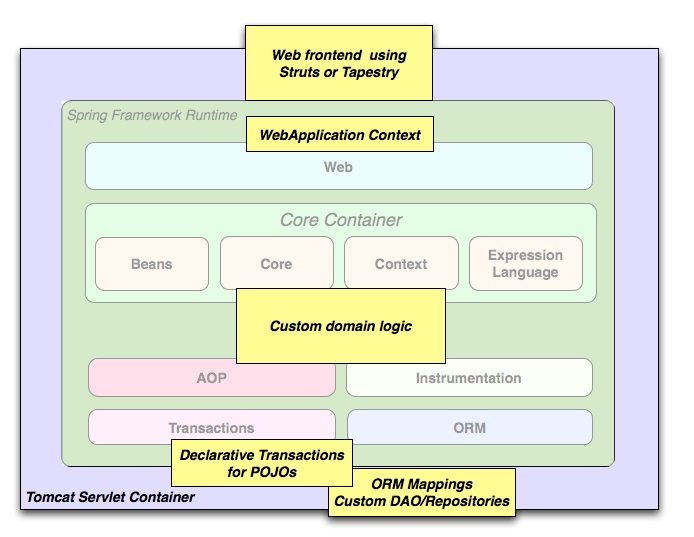 Web frontend using
Struts or Tapestry
Spring Framework Runtime
WebApplication Context
Web
Core Container
Beans
Core
Context
Expression
Language
Custom domain logic
AOP
Instrumentation
Transactions
ORM
Declarative Transactions
for POJOs
ORM Mappings
Custom DAO/Repositories
Tomcat Servlet Container